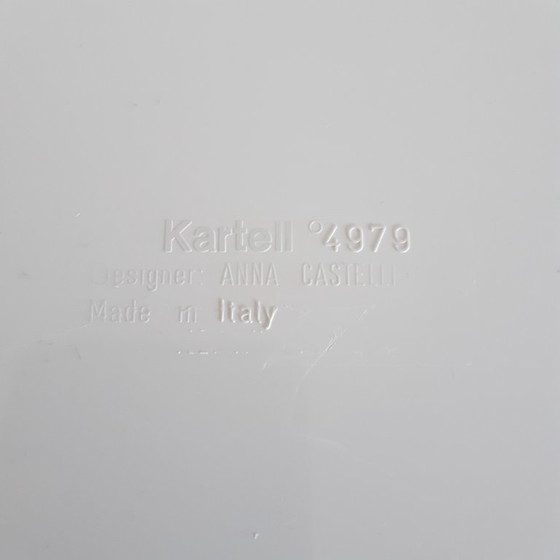 Kartell °4979
Designer: ANNA CASTELLI
Made in Italy